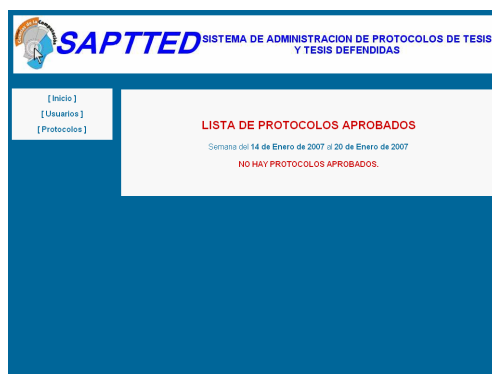 SAPTTED
SISTEMA DE ADMINISTRACION DE PROTOCOLOS DE TESIS
Y TESIS DEFENDIDAS
[ Inicio ]
[ Usuarios ]
[ Protocolos ]
LISTA DE PROTOCOLOS APROBADOS
Semana del 14 de Enero de 2007 al 20 de Enero de 2007
NO HAY PROTOCOLOS APROBADOS.